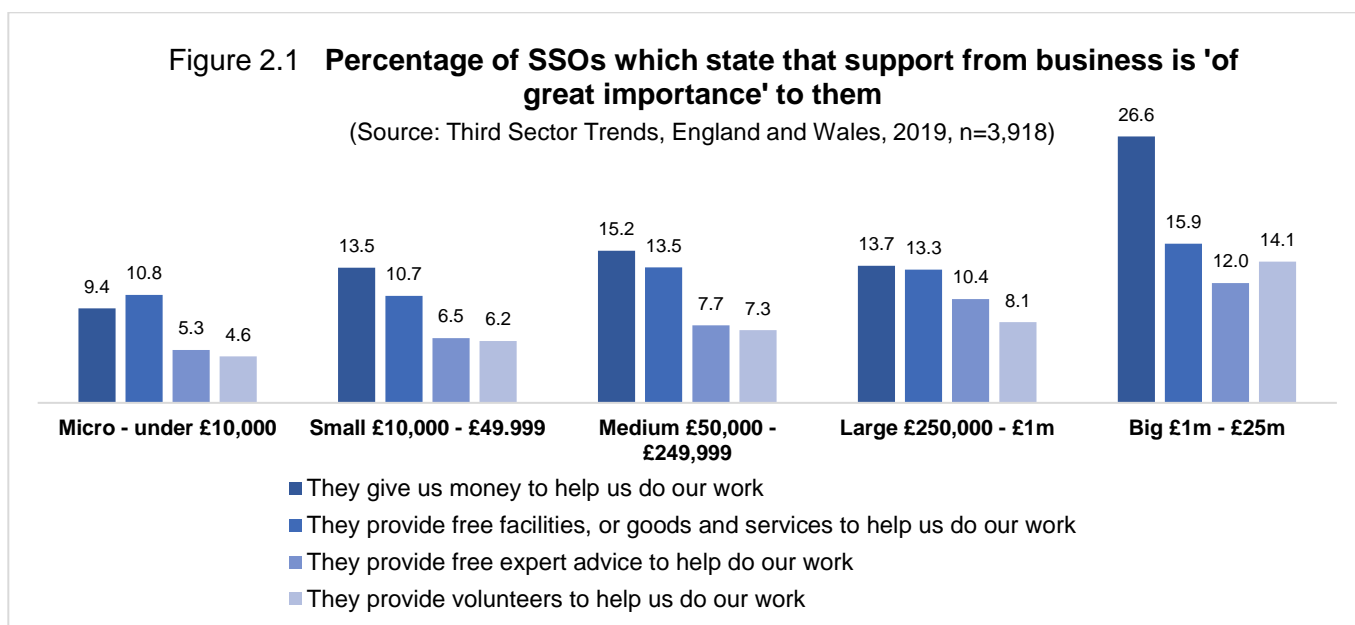 Figure 2.1 Percentage of SSOs which state that support from business is 'of
great importance' to them
(Source: Third Sector Trends, England and Wales, 2019, n=3,918)
9.4
10.8
5.3
4.6
13.5
10.7
6.5
6.2
15.2
13.5
7.7
7.3
13.7
13.3
10.4
8.1
26.6
15.9
12.0
14.1
Micro - under £10,000
Small £10,000 - £49.999
Medium £50,000 -
£249,999
Large £250,000 - £1m
Big £1m - £25m
They give us money to help us do our work
They provide free facilities, or goods and services to help us do our work
They provide free expert advice to help do our work
They provide volunteers to help us do our work